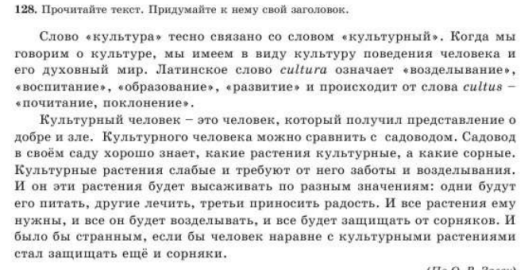 128. Прочитайте текст. Придумайте к нему свой заголовок.
Слово «культура» тесно связано со словом «культурный». Когда мы
говорим о культуре, мы имеем в виду культуру поведения человека и
его духовный мир. Латинское слово cultura означает «возделывание»,
«воспитание», «образование», «развитие» и происходит от слова cultus –
«почитание, поклонение».
Культурный человек – это человек, который получил представление о
добре и зле. Культурного человека можно сравнить с садоводом. Садовод
в своём саду хорошо знает, какие растения культурные, а какие сорные.
Культурные растения слабые и требуют от него заботы и возделывания.
И он эти растения будет высаживать по разным значениям: одни будут
его питать, другие лечить, третьи приносить радость. И все растения ему
нужны, и все он будет возделывать, и все будет защищать от сорняков. И
было бы странным, если бы человек наравне с культурными растениями
стал защищать ещё и сорняки.